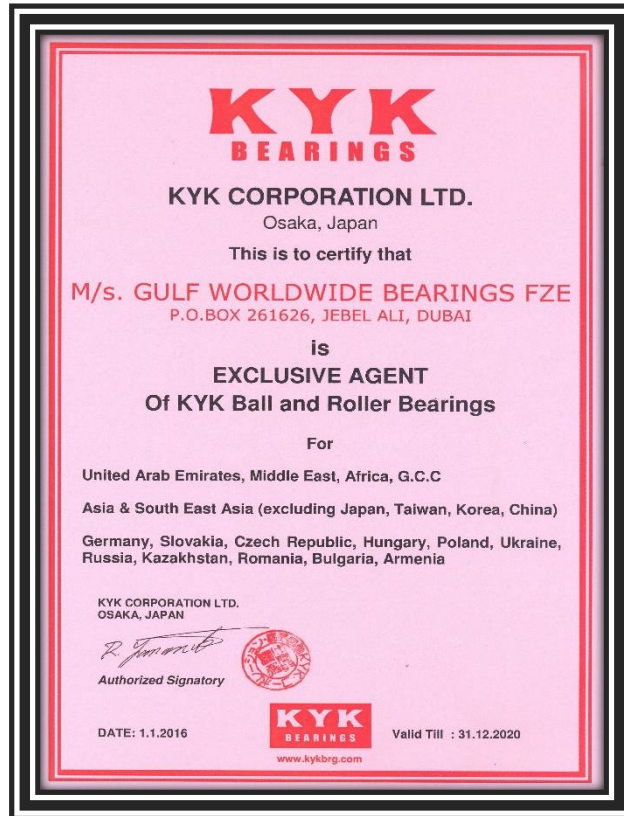 KYK
BEARINGS
KYK CORPORATION LTD.
Osaka, Japan
This is to certify that
M/s. GULF WORLDWIDE BEARINGS FZE
P.O.BOX 261626, JEBEL ALI, DUBAI
is
EXCLUSIVE AGENT
Of KYK Ball and Roller Bearings
For
United Arab Emirates, Middle East, Africa, G.C.C
Asia & South East Asia (excluding Japan, Taiwan, Korea, China)
Germany, Slovakia, Czech Republic, Hungary, Poland, Ukraine,
Russia, Kazakhstan, Romania, Bulgaria, Armenia
KYK CORPORATION LTD.
OSAKA, JAPAN
Authorized Signatory
DATE: 1.1.2016
KYK
BEARINGS
www.kykbrg.com
Valid Till : 31.12.2020